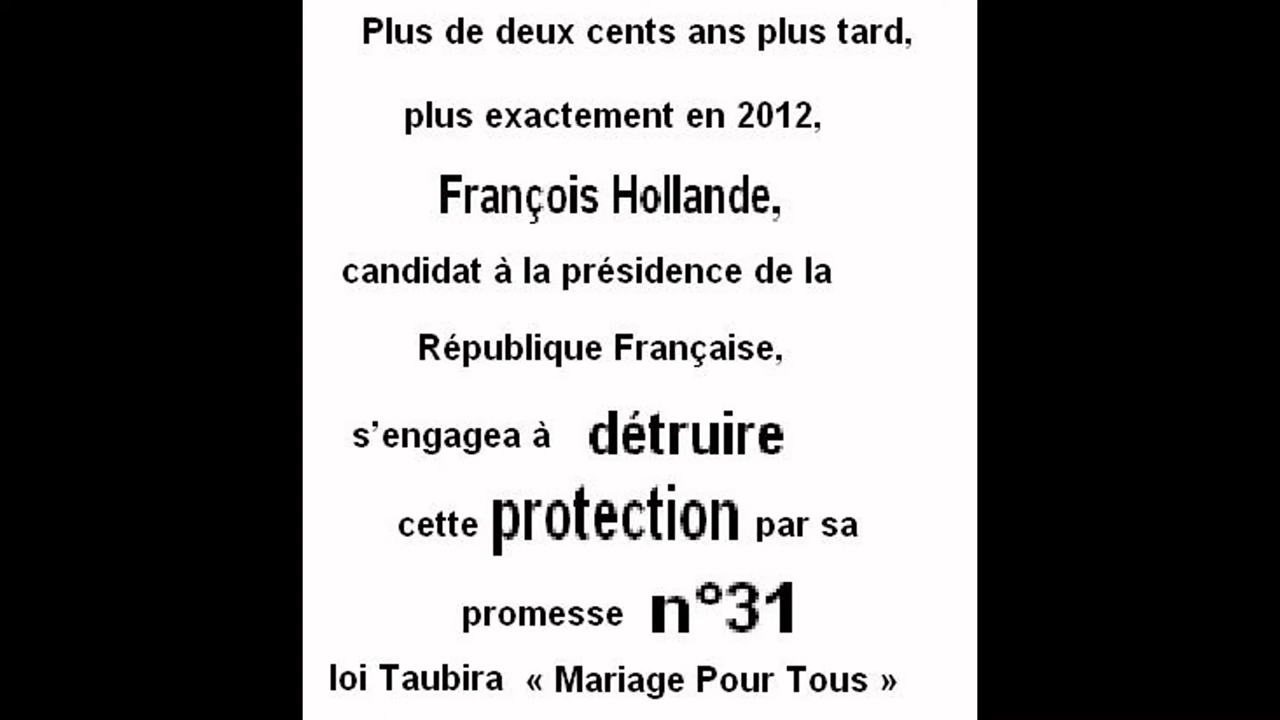 Plus de deux cents ans plus tard,
plus exactement en 2012,
François Hollande,
candidat à la présidence de la
République Française,
s’engagea à détruire
cette protection par sa
promesse n°31
loi Taubira « Mariage Pour Tous »